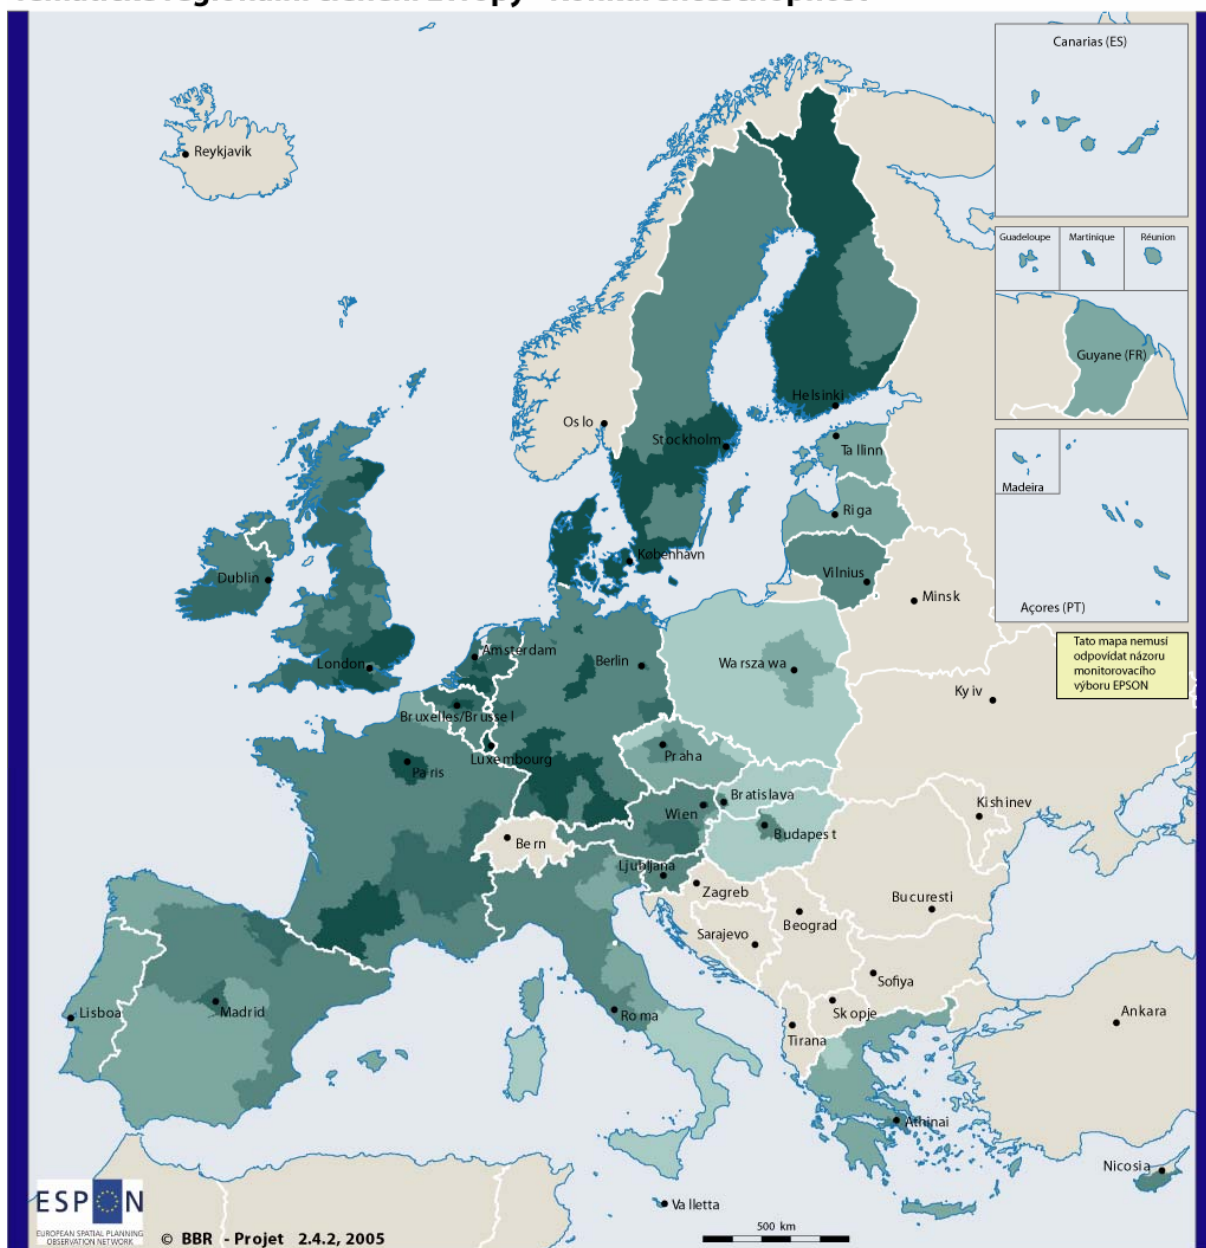 Canarias (ES)
Reykjavik
Guadeloupe
Martinique
Réunion
Guyane (FR)
Helsinki
Oslo
Stockholm
Tallinn
Madeira
Riga
København
Dublin
Vilnius
Minsk
Açores (PT)
Tato mapa nemusí
odpovídat názoru
monitorovacího
výboru EPSON
Amsterdam
London
Berlin
Warszawa
Kyiv
Bruxelles/Brussel
Luxembourg
Praha
Paris
Bratislava
Kishinev
Wien
Budapest
Bern
Ljubljana
Zagreb
Bucuresti
Beograd
Sarajevo
Sofiya
Lisboa
Madrid
Roma
Skopje
Ankara
Tirana
Athinai
Nicosia
Valletta
ESPON
EUROPEAN SPATIAL PLANNING
OBSERVATION NETWORK
© BBR - Projet 2.4.2, 2005
500 km